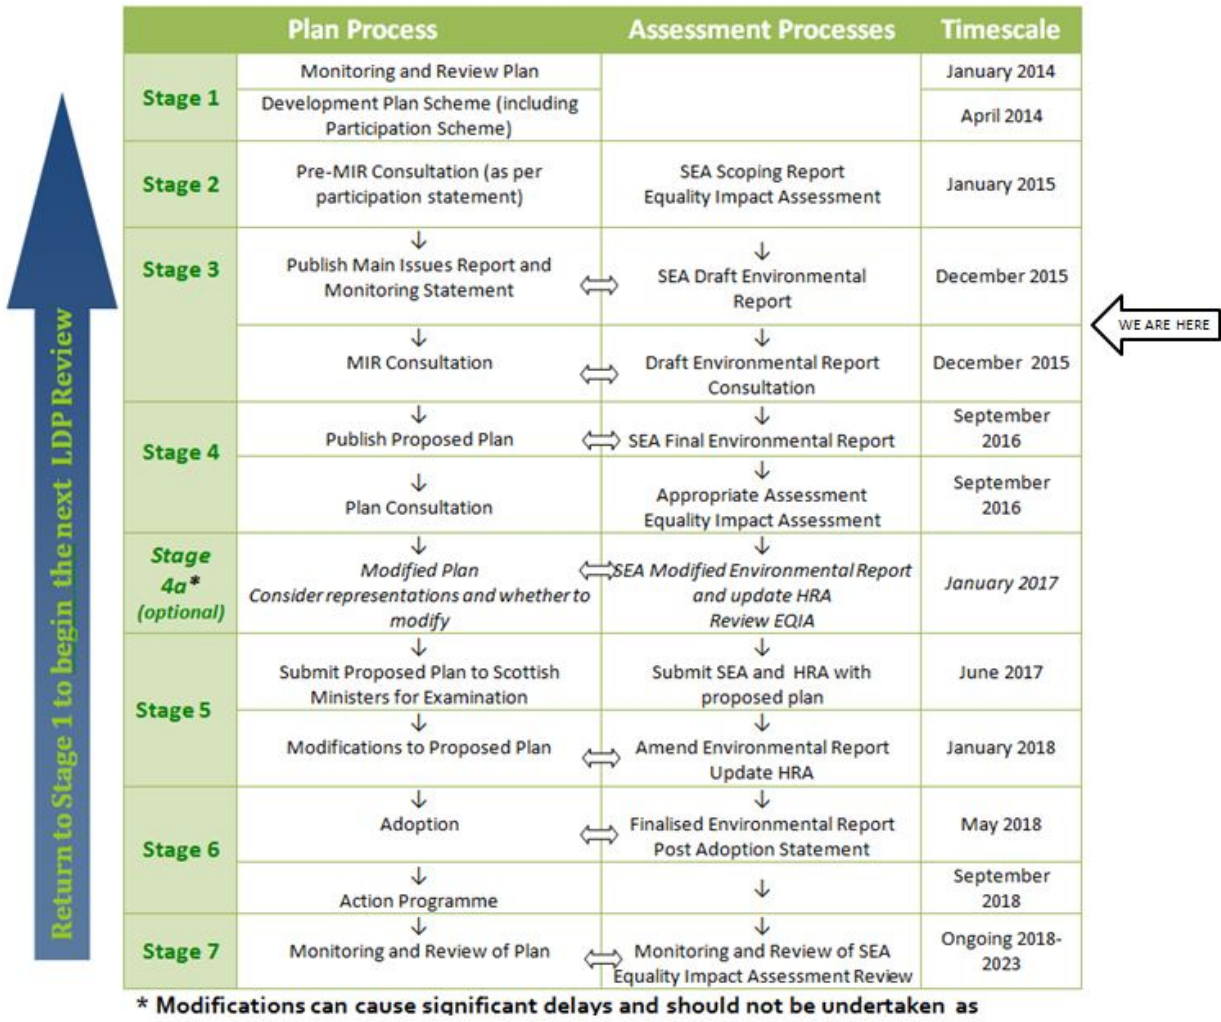 Plan Process Assessment Processes Timescale
Stage 1
Monitoring and Review Plan
January 2014
Development Plan Scheme (including
Participation Scheme)
April 2014
Stage 2
Pre-MIR Consultation (as per
participation statement)
SEA Scoping Report
Equality Impact Assessment
January 2015
Stage 3
↓
Publish Main Issues Report and
Monitoring Statement
⇔
↓
SEA Draft Environmental
Report
December 2015
WE ARE HERE
↓
MIR Consultation
⇔
↓
Draft Environmental Report
Consultation
December 2015
Stage 4
↓
Publish Proposed Plan
⇔
↓
SEA Final Environmental Report
September
2016
↓
Plan Consultation
↓
Appropriate Assessment
Equality Impact Assessment
September
2016
Stage
4a*
(optional)
↓
Modified Plan
Consider representations and whether to
modify
⇔
↓
SEA Modified Environmental Report
and update HRA
Review EQIA
January 2017
Stage 5
↓
Submit Proposed Plan to Scottish
Ministers for Examination
↓
Submit SEA and HRA with
proposed plan
June 2017
↓
Modifications to Proposed Plan
⇔
↓
Amend Environmental Report
Update HRA
January 2018
Stage 6
↓
Adoption
⇔
↓
Finalised Environmental Report
Post Adoption Statement
May 2018
↓
Action Programme
↓
September
2018
Stage 7
↓
Monitoring and Review of Plan
⇔
↓
Monitoring and Review of SEA
Equality Impact Assessment Review
Ongoing 2018-
2023
Return to Stage 1 to begin the next LDP Review
* Modifications can cause significant delays and should not be undertaken as